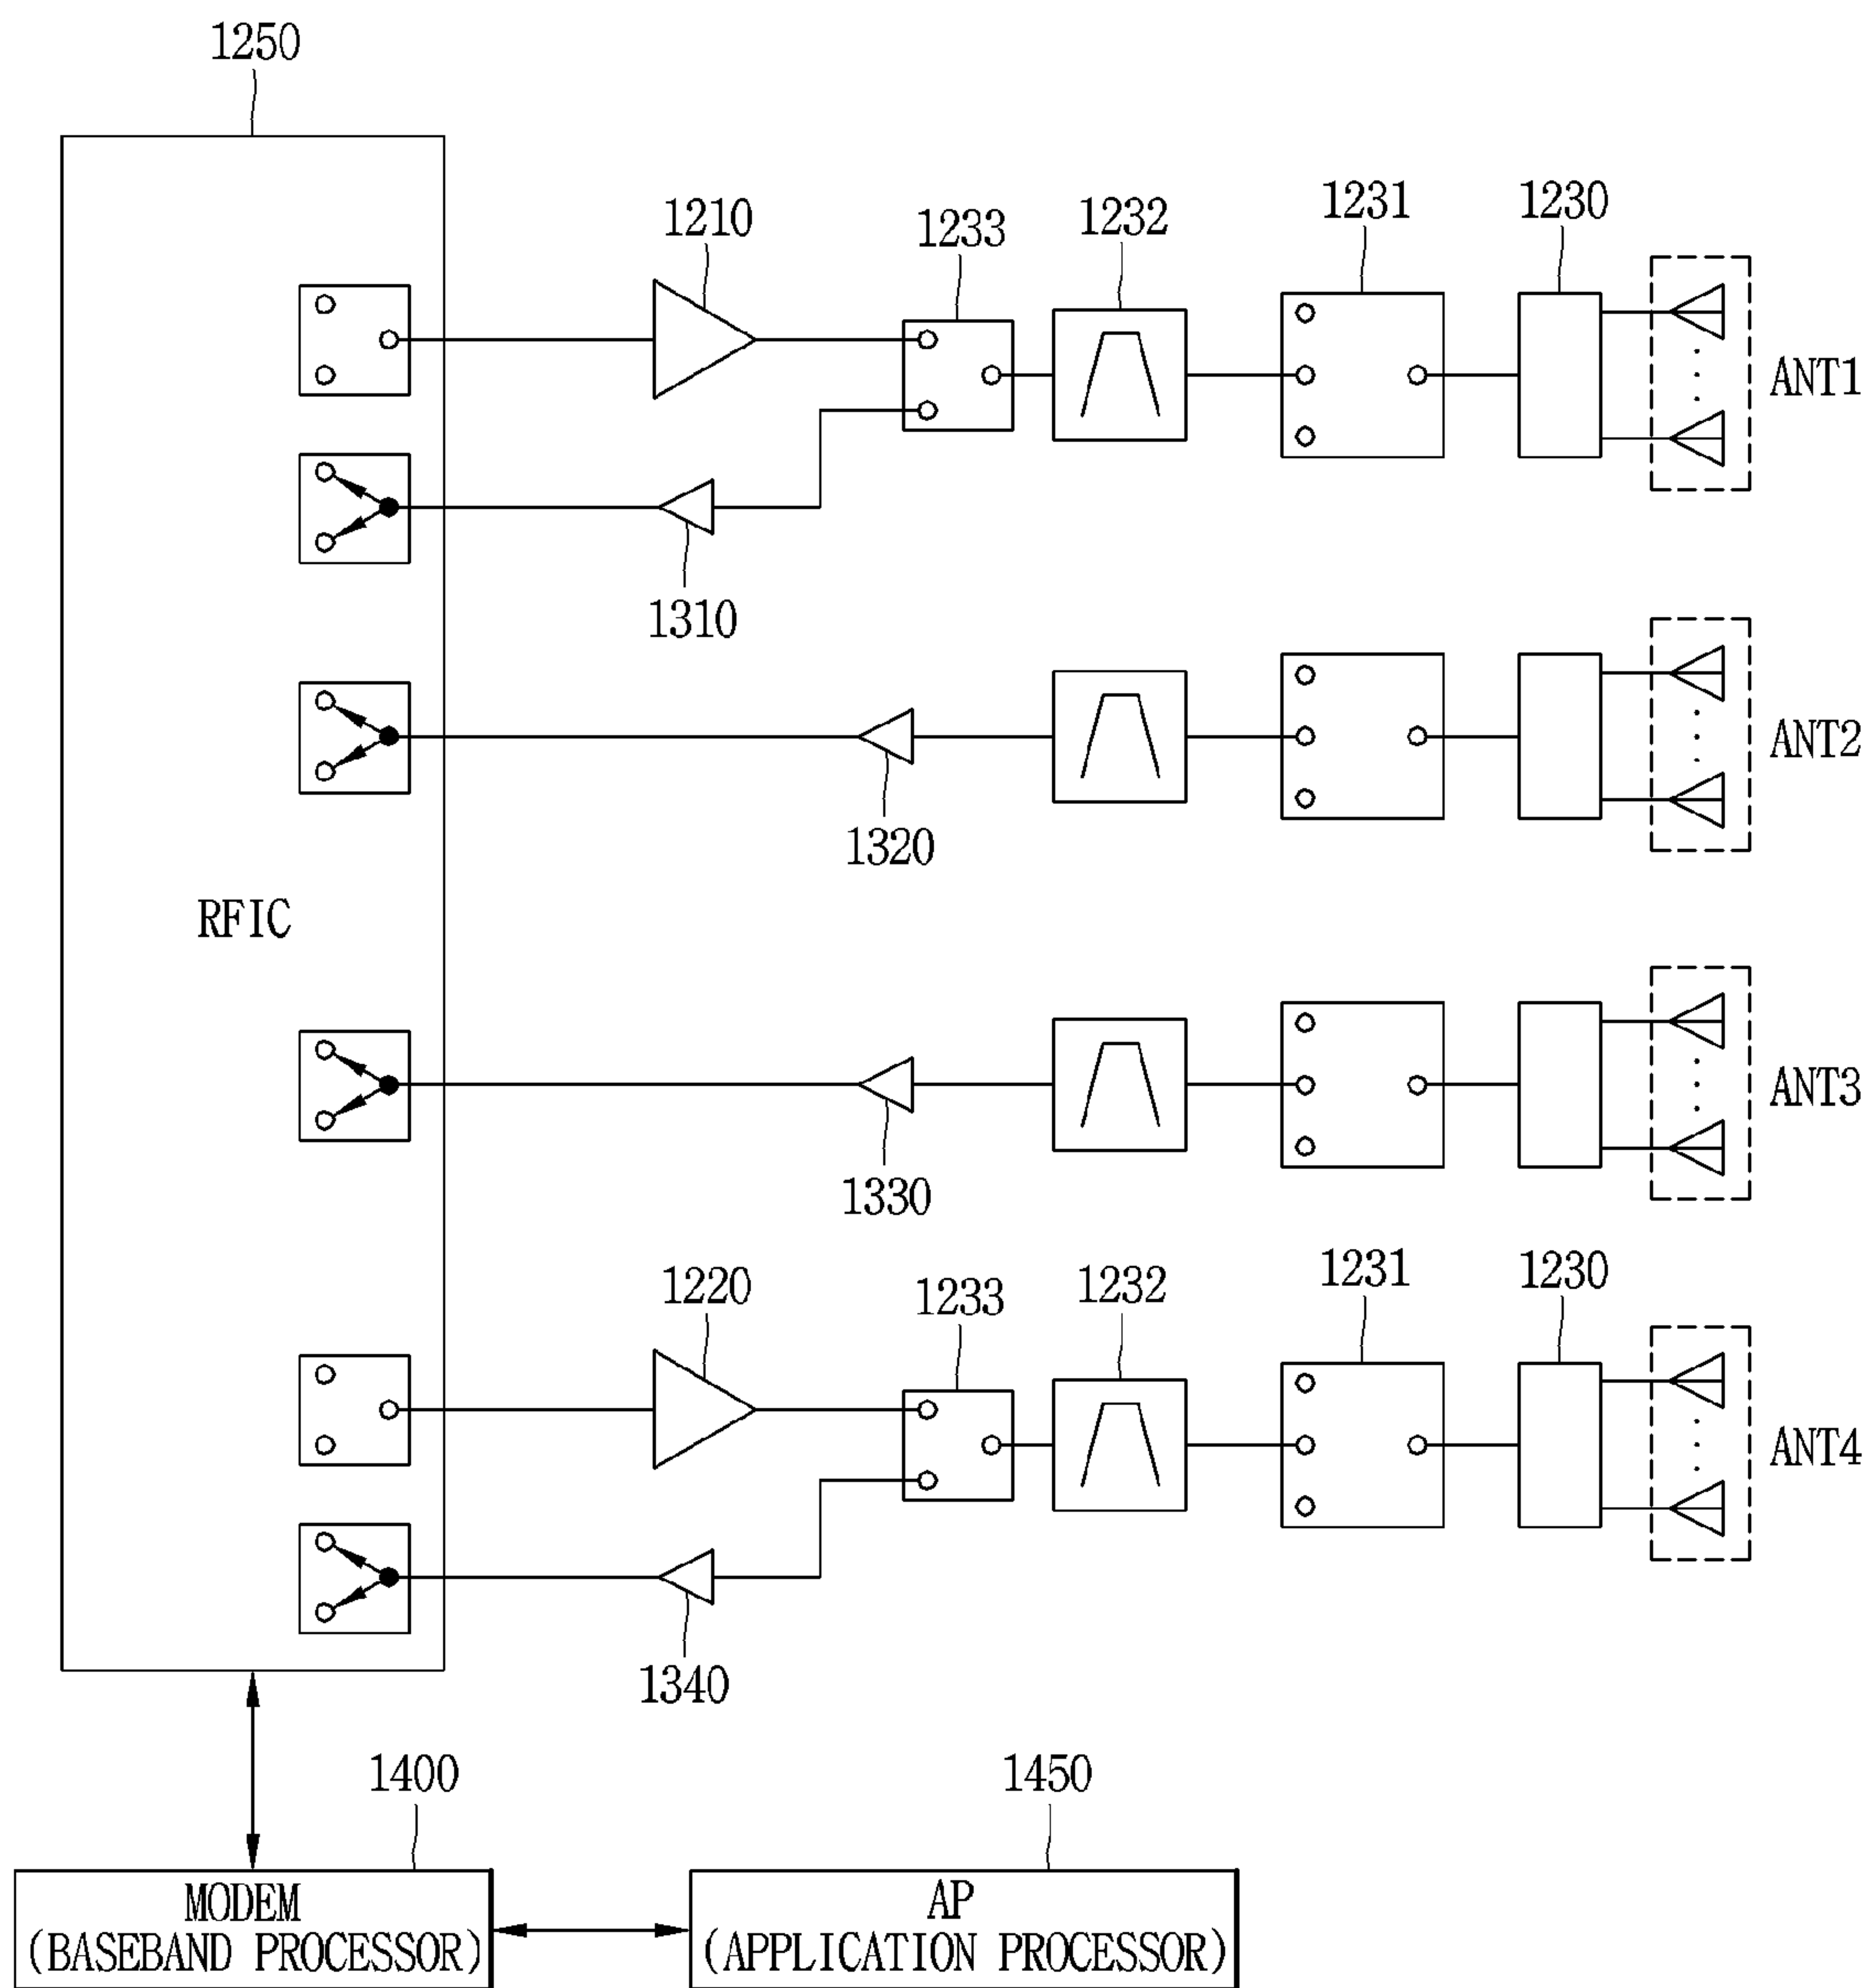 1250
1210
1233
1232
1231
1230
ANT1
1310
ANT2
1320
RFIC
ANT3
1330
1220
1233
1232
1231
1230
ANT4
1340
1400
1450
MODEM
(BASEBAND PROCESSOR)
AP
(APPLICATION PROCESSOR)